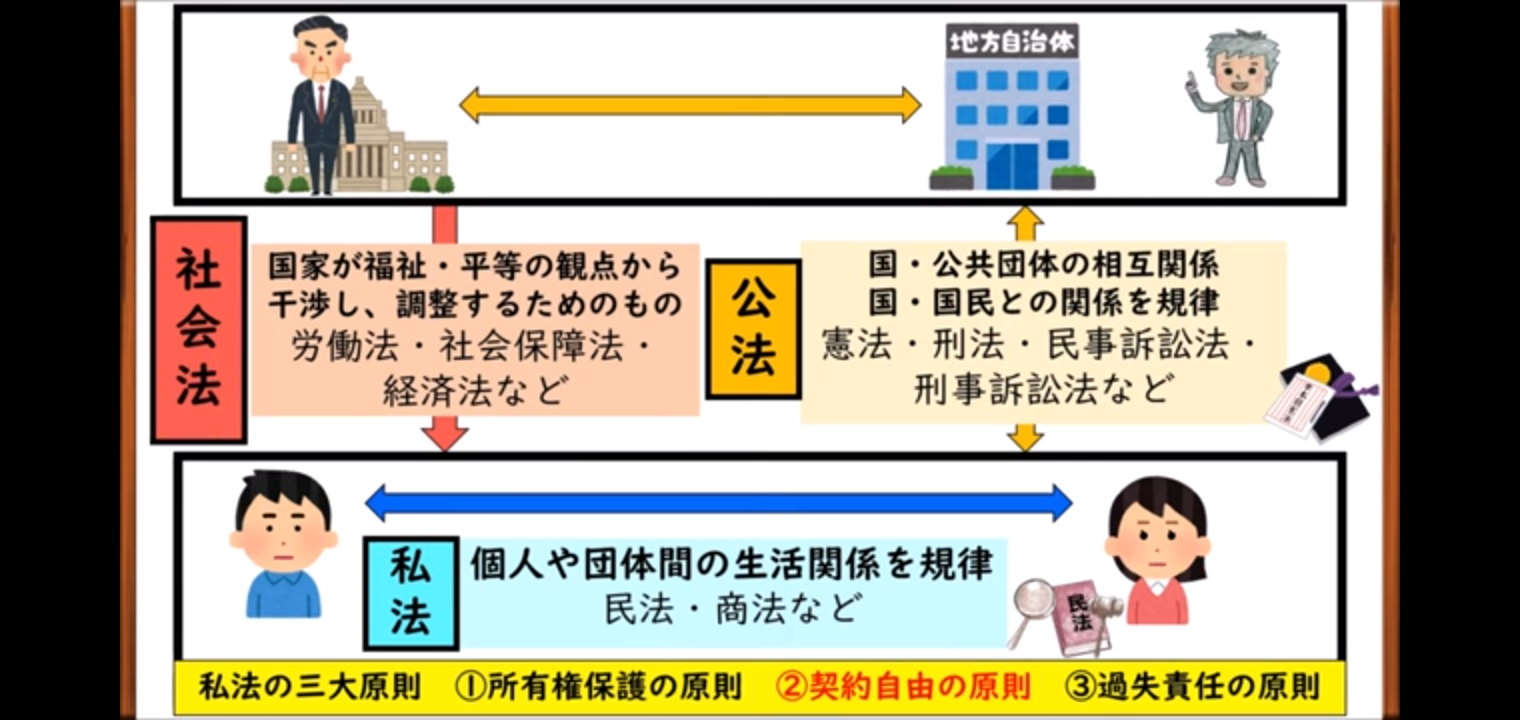 地方自治体
社会法
国家が福祉・平等の観点から
干渉し、調整するためのもの
労働法・社会保障法・
経済法など
公法
国・公共団体の相互関係
国・国民との関係を規律
憲法・刑法・民事訴訟法・
刑事訴訟法など
私法
個人や団体間の生活関係を規律
民法・商法など
民法
私法の三大原則 ①所有権保護の原則 ②契約自由の原則 ③過失責任の原則